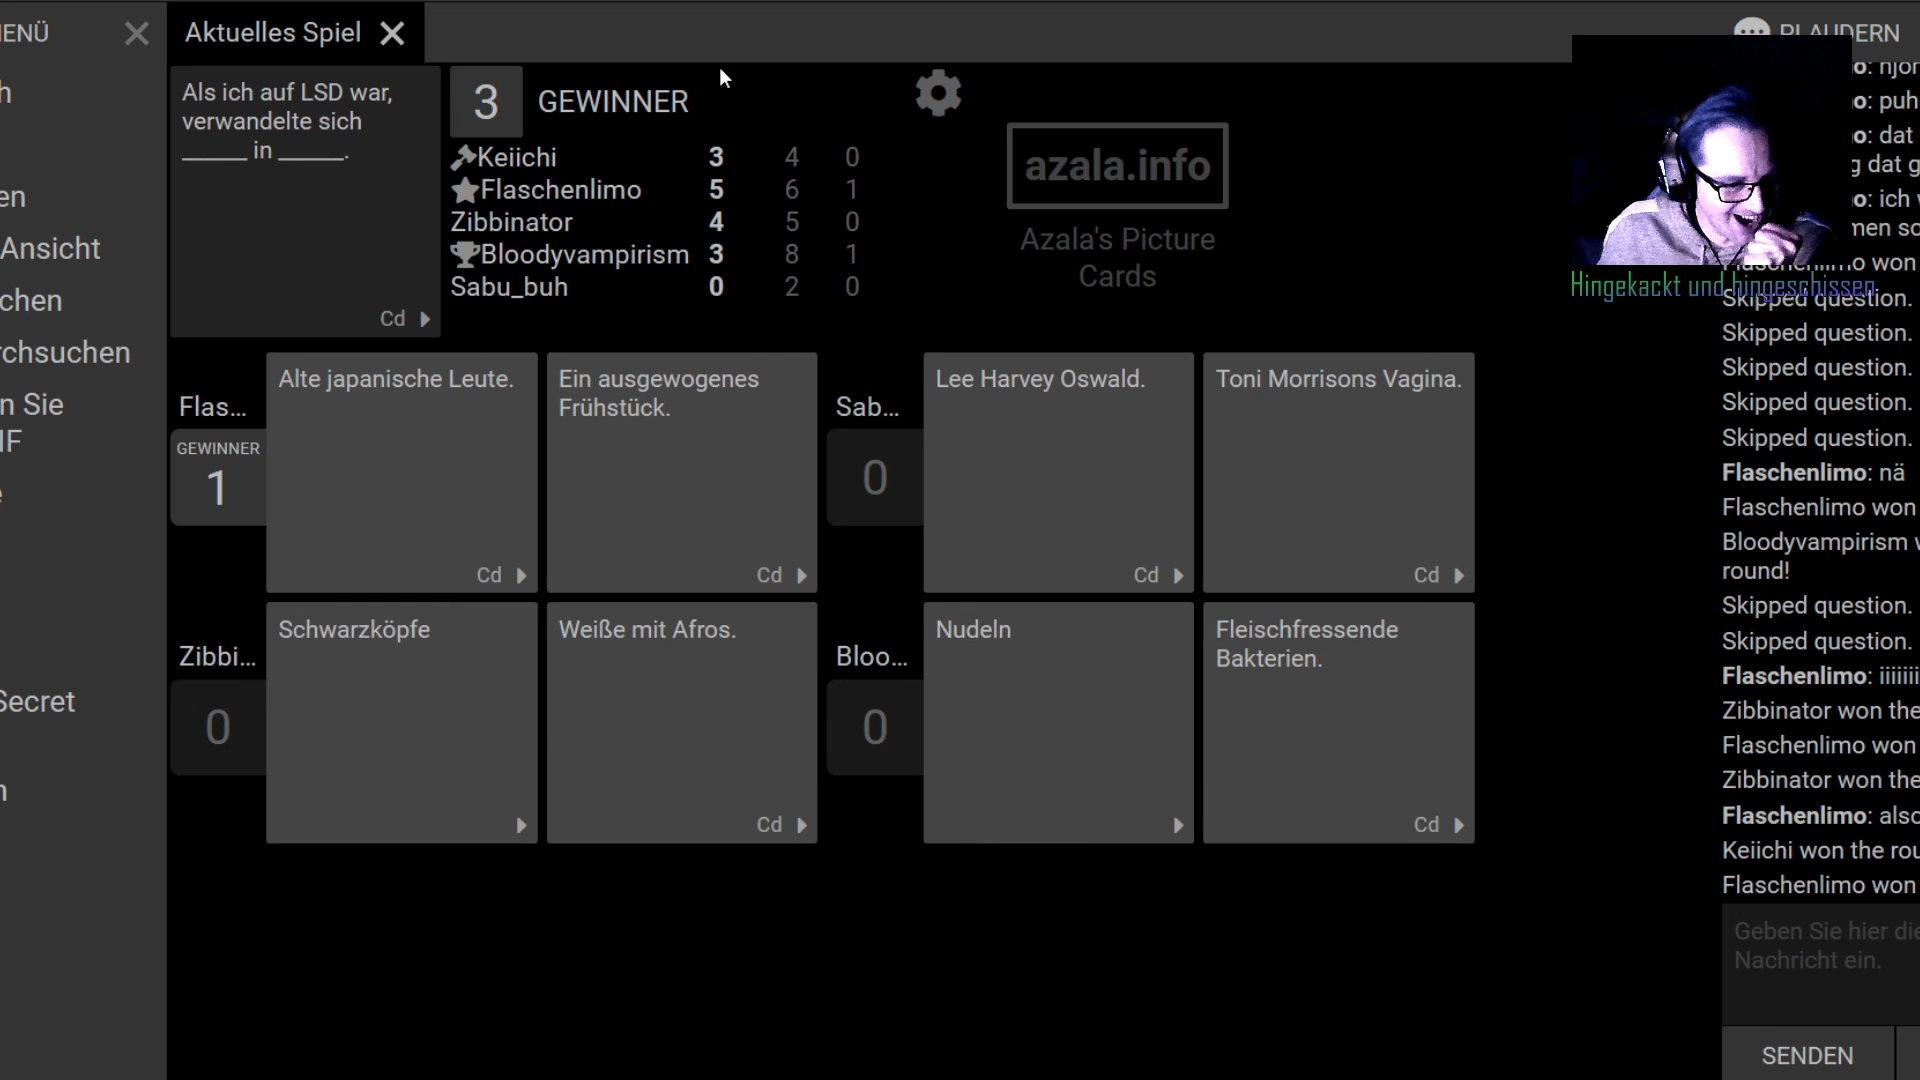 ENÜ
Aktuelles Spiel
PLAUDERN
h
en
Ansicht
chen
rchsuchen
n Sie
IF
e
Secret
n
Als ich auf LSD war,
verwandelte sich
_____ in _____.
Cd
3 GEWINNER
Keiichi 3 4 0
Flaschenlimo 5 6 1
Zibbinator 4 5 0
Bloodyvampirism 3 8 1
Sabu_buh 0 2 0
azala.info
Azala's Picture
Cards
Flas...
GEWINNER
1
Alte japanische Leute.
Cd
Ein ausgewogenes
Frühstück.
Cd
Sab...
0
Lee Harvey Oswald.
Cd
Toni Morrisons Vagina.
Cd
Zibbi...
0
Schwarzköpfe
Weiße mit Afros.
Cd
Bloo...
0
Nudeln
Fleischfressende
Bakterien.
Cd
Hingekackt und hingeschissen
o: njor
o: puh
o: dat
g dat g
o: ich
men so
Flaschenlimo won
Skipped question.
Skipped question.
Skipped question.
Skipped question.
Skipped question.
Flaschenlimo: nä
Flaschenlimo won
Bloodyvampirism w
round!
Skipped question.
Skipped question.
Flaschenlimo: iiiiiii
Zibbinator won the
Flaschenlimo won
Zibbinator won the
Flaschenlimo: also
Keiichi won the rou
Flaschenlimo won
Geben Sie hier die
Nachricht ein.
SENDEN